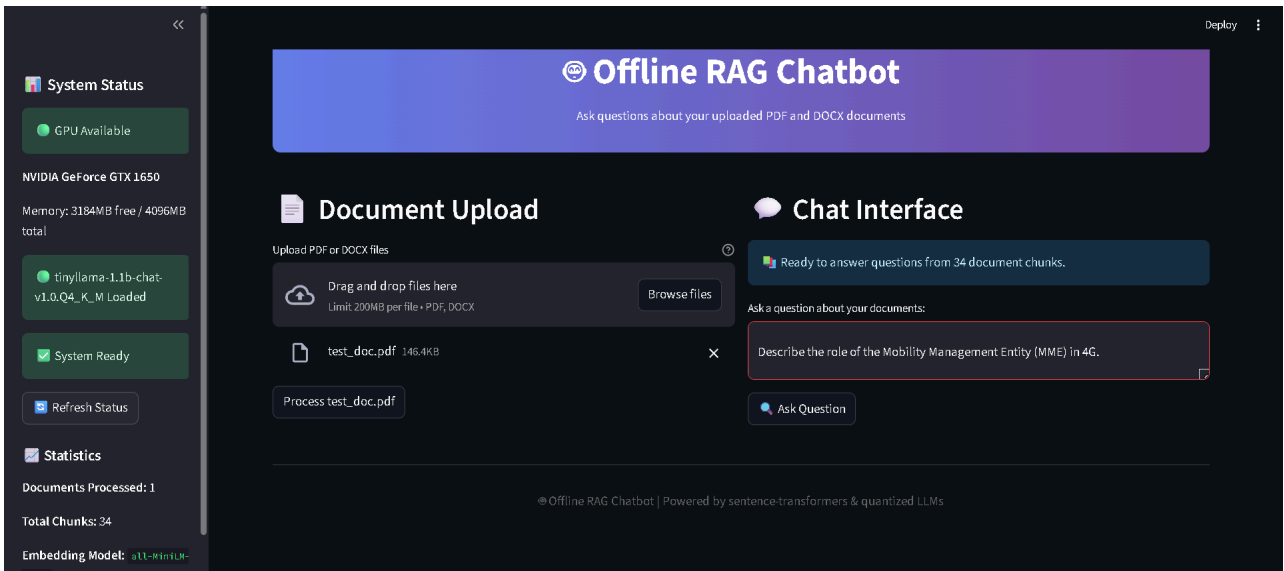 Deploy
System Status
GPU Available
NVIDIA GeForce GTX 1650
Memory: 3184MB free / 4096MB
total
tinyllama-1.1b-chat-
v1.0.Q4_K_M Loaded
System Ready
Refresh Status
Statistics
Documents Processed: 1
Total Chunks: 34
Embedding Model: all-MiniLM-
Offline RAG Chatbot
Ask questions about your uploaded PDF and DOCX documents
Document Upload
Upload PDF or DOCX files
Drag and drop files here
Limit 200MB per file • PDF, DOCX
Browse files
test_doc.pdf 146.4KB
Process test_doc.pdf
Chat Interface
Ready to answer questions from 34 document chunks.
Ask a question about your documents:
Describe the role of the Mobility Management Entity (MME) in 4G.
Ask Question
Offline RAG Chatbot | Powered by sentence-transformers & quantized LLMs